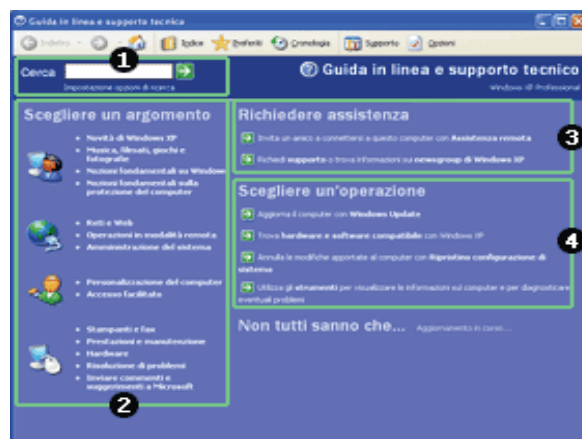 Guida in linea e supporto tecnico
Indietro
Indice
Preferiti
Cronologia
Supporto
Opzioni
1
Cerca
Impostazione opzioni di ricerca
Guida in linea e supporto tecnico
Windows XP Professional
Scegliere un argomento
Novità di Windows XP
Musica, filmati, giochi e
fotografie
Nozioni fondamentali su Window
Nozioni fondamentali sulla
protezione del computer
Reti e Web
Operazioni in modalità remota
Amministrazione del sistema
Personalizzazione del computer
Accesso facilitato
Stampanti e fax
Prestazioni e manutenzione
Hardware
Risoluzione di problemi
Inviare commenti e
suggerimenti a Microsoft
2
Richiedere assistenza
Invita un amico a connettersi a questo computer con Assistenza remota
Richiedi supporto o trova informazioni sui newsgroup di Windows XP
3
Scegliere un'operazione
Aggiorna il computer con Windows Update
Trova hardware e software compatibile con Windows XP
Annulla le modifiche apportate al computer con Ripristino configurazione di
sistema
Utilizza gli strumenti per visualizzare le informazioni sul computer e per diagnosticare
eventuali problemi
4
Non tutti sanno che... Aggiornamento in corso...